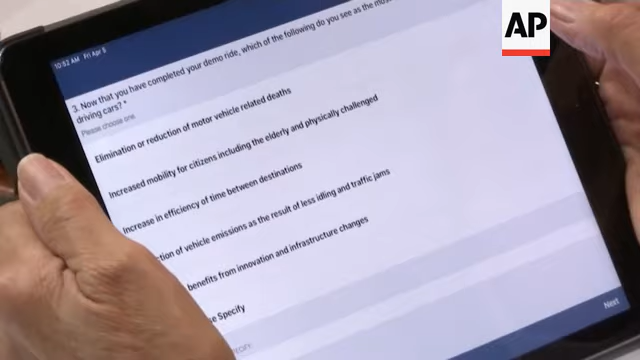 AP
10:52 AM Fri Apr 5
3. Now that you have completed your demo ride, which of the following do you see as the mos
driving cars? *
Please choose one.
Elimination or reduction of motor vehicle related deaths
Increased mobility for citizens including the elderly and physically challenged
Increase in efficiency of time between destinations
ction of vehicle emissions as the result of less idling and traffic jams
benefits from innovation and infrastructure changes
e Specify
Next